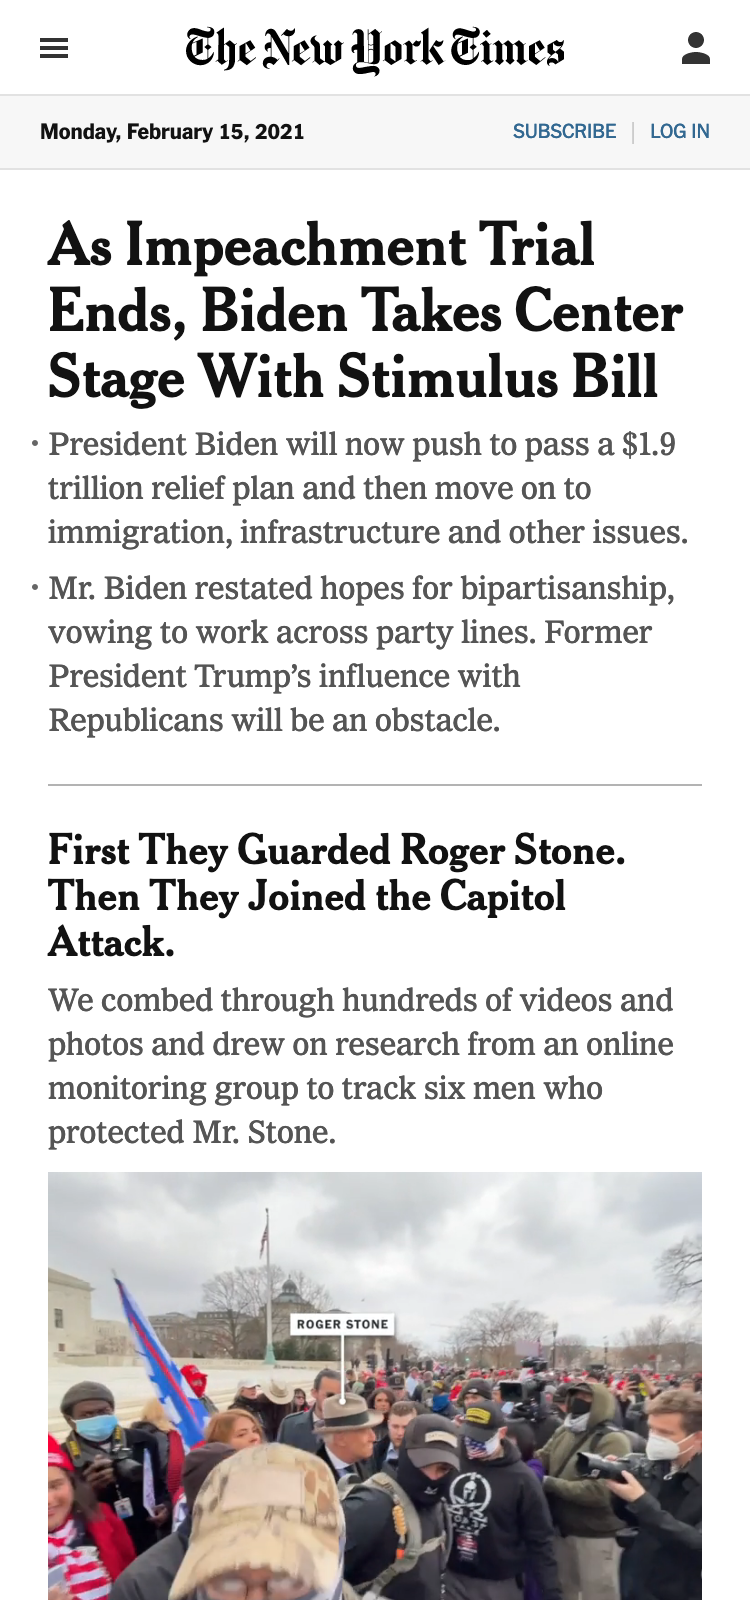 The New York Times
Monday, February 15, 2021
SUBSCRIBE | LOG IN
As Impeachment Trial
Ends, Biden Takes Center
Stage With Stimulus Bill
• President Biden will now push to pass a $1.9
trillion relief plan and then move on to
immigration, infrastructure and other issues.
• Mr. Biden restated hopes for bipartisanship,
vowing to work across party lines. Former
President Trump’s influence with
Republicans will be an obstacle.
First They Guarded Roger Stone.
Then They Joined the Capitol
Attack.
We combed through hundreds of videos and
photos and drew on research from an online
monitoring group to track six men who
protected Mr. Stone.
ROGER STONE